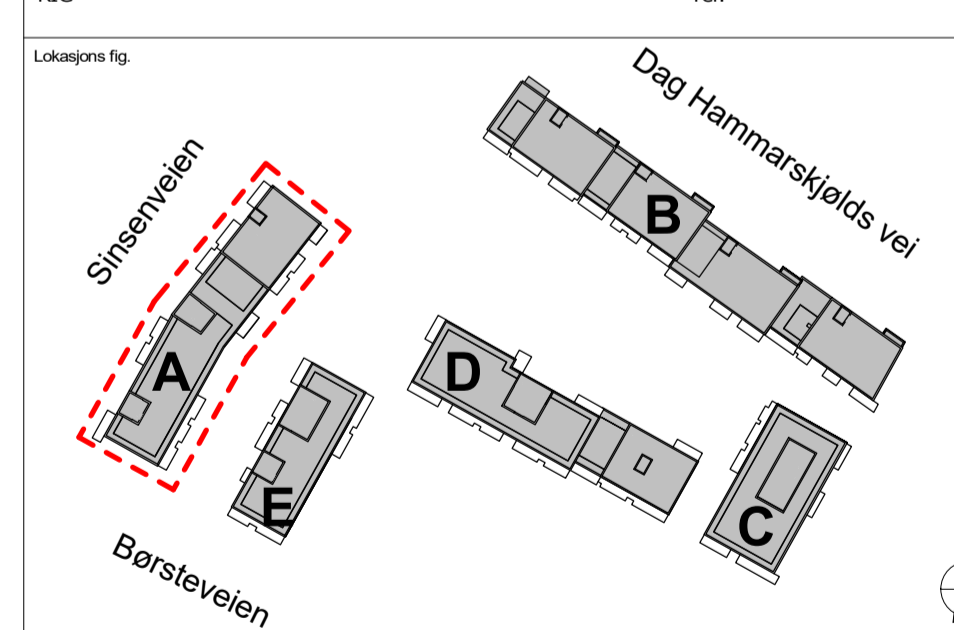 Lokasjons fig.
Dag Hammarskjølds vei
Sinsenveien
B
A
D
E
C
Børsteveien